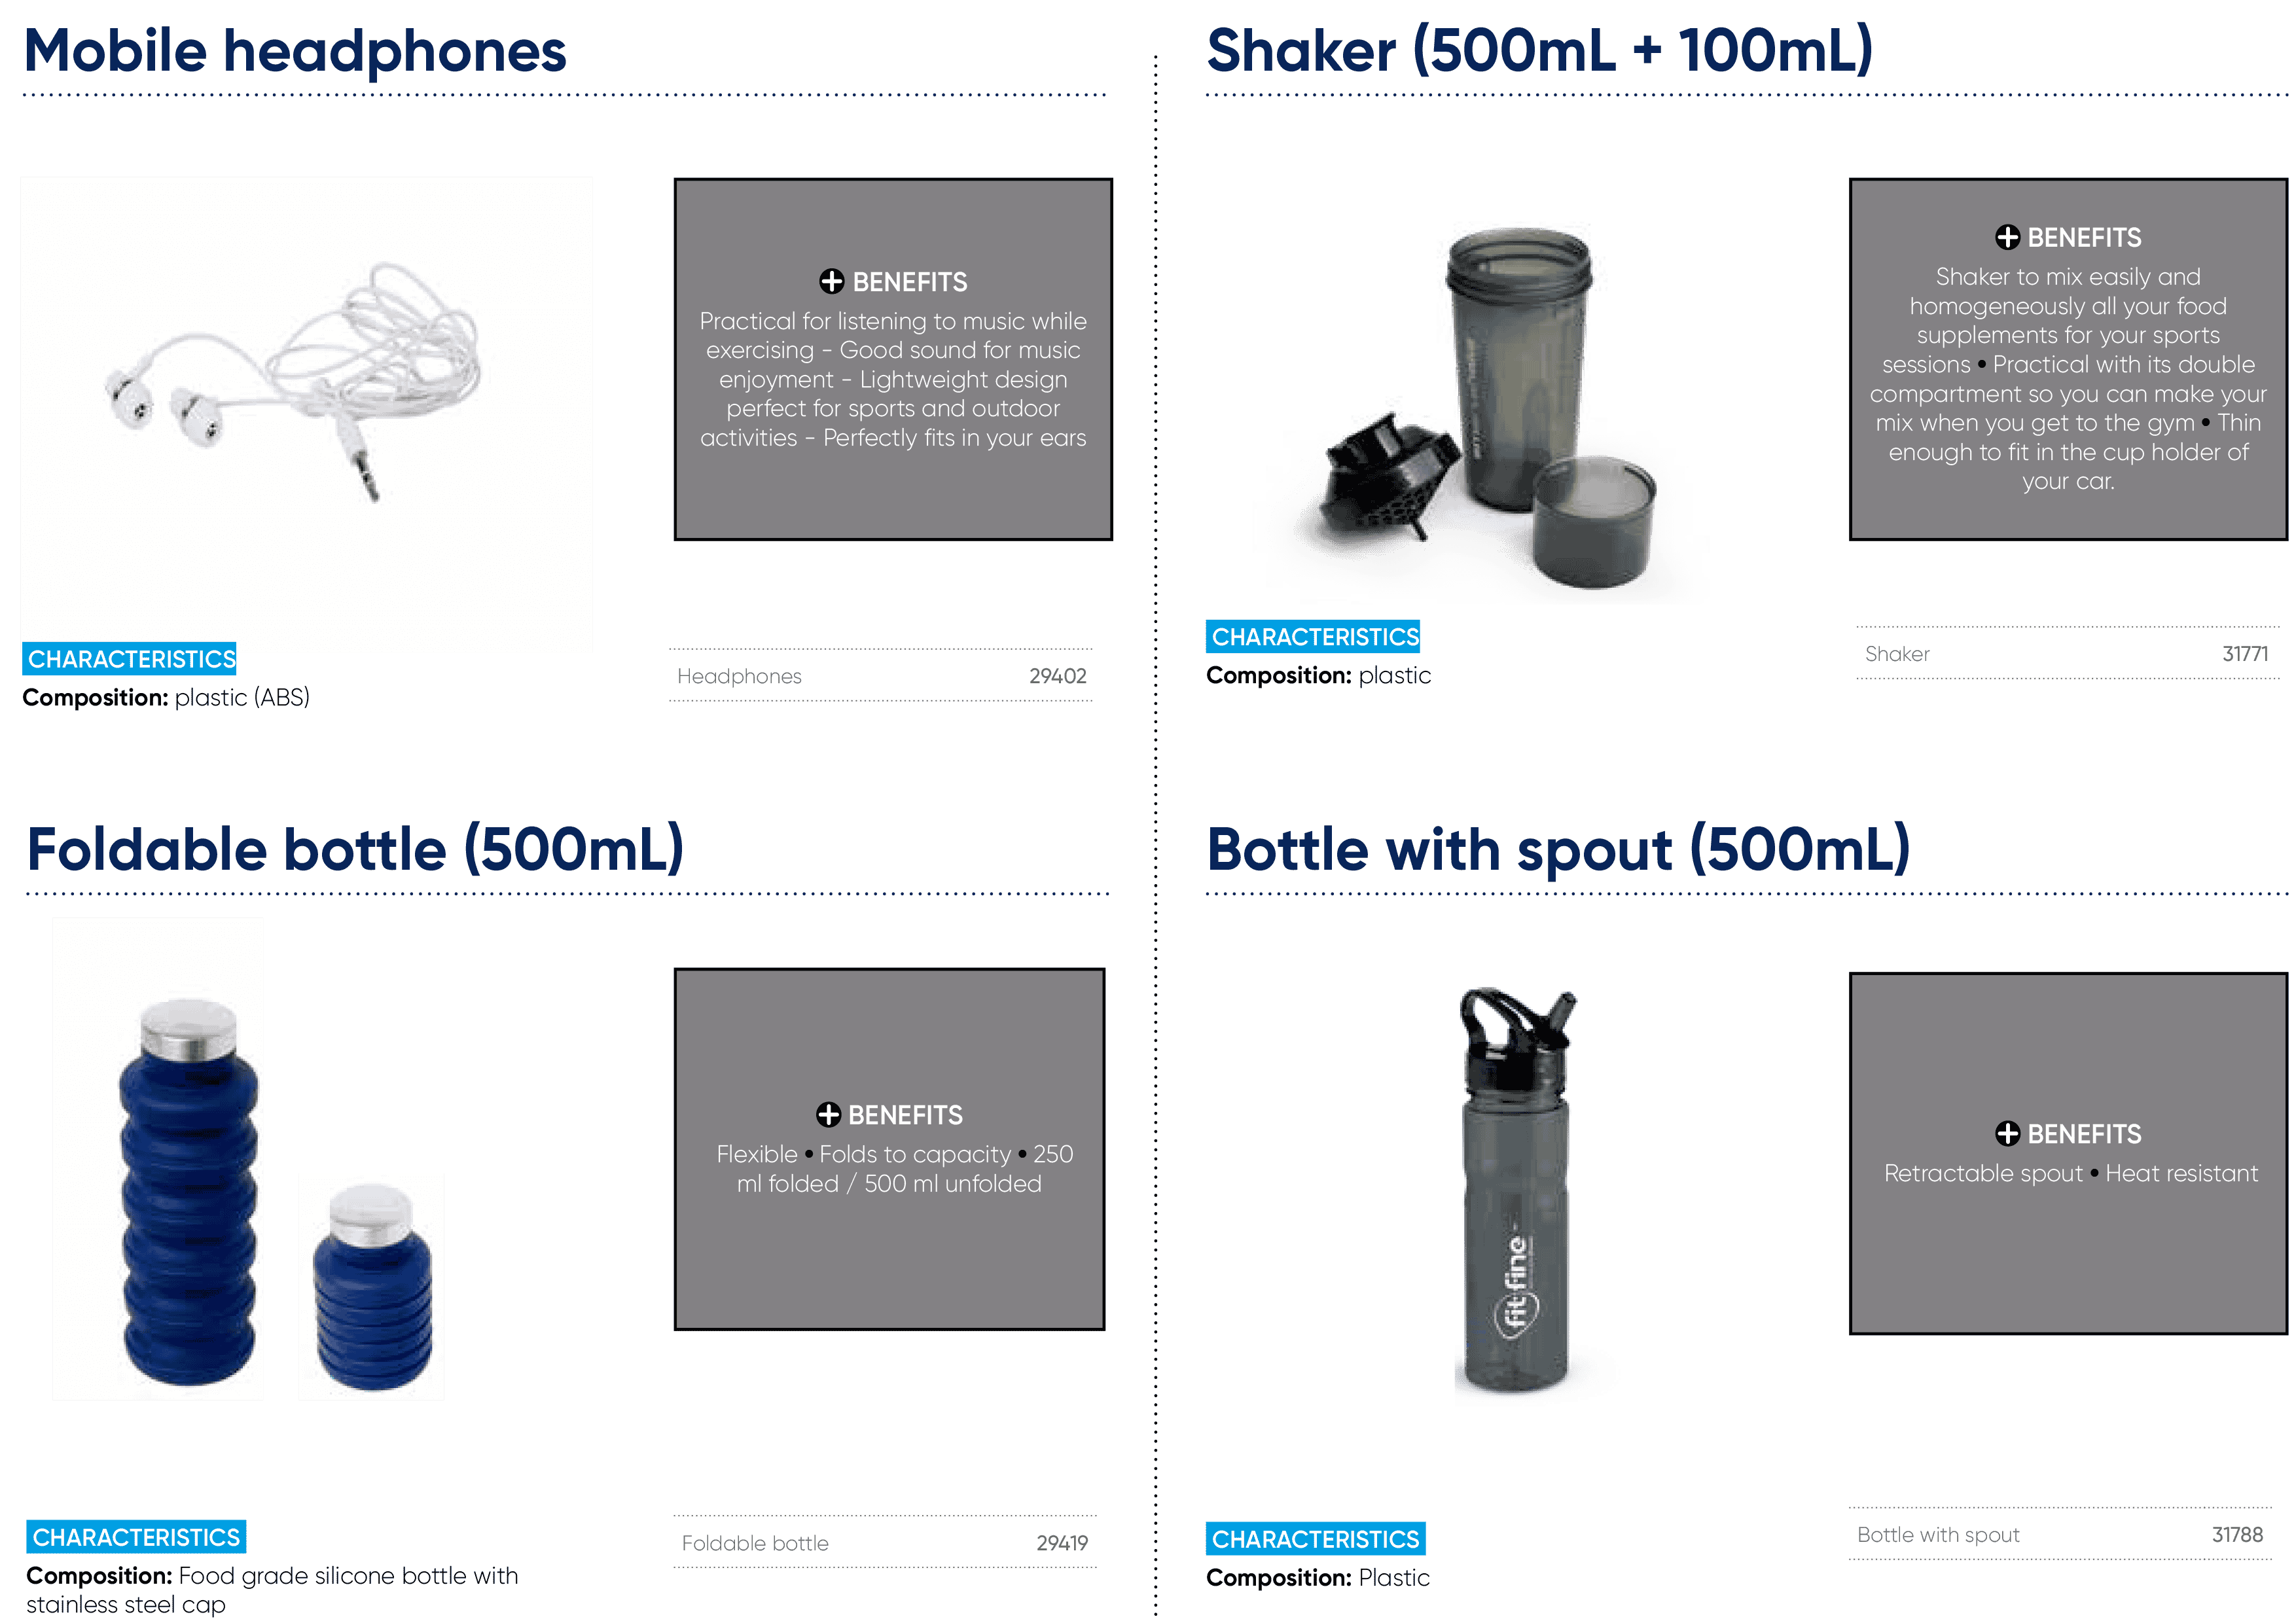 Mobile headphones
BENEFITS
Practical for listening to music while
exercising - Good sound for music
enjoyment - Lightweight design
perfect for sports and outdoor
activities - Perfectly fits in your ears
CHARACTERISTICS
Composition: plastic (ABS)
Headphones 29402
Shaker (500mL + 100mL)
BENEFITS
Shaker to mix easily and
homogeneously all your food
supplements for your sports
sessions • Practical with its double
compartment so you can make your
mix when you get to the gym • Thin
enough to fit in the cup holder of
your car.
CHARACTERISTICS
Composition: plastic
Shaker 31771
Foldable bottle (500mL)
BENEFITS
Flexible • Folds to capacity • 250
ml folded / 500 ml unfolded
CHARACTERISTICS
Composition: Food grade silicone bottle with
stainless steel cap
Foldable bottle 29419
Bottle with spout (500mL)
fit fine
BENEFITS
Retractable spout • Heat resistant
CHARACTERISTICS
Composition: Plastic
Bottle with spout 31788